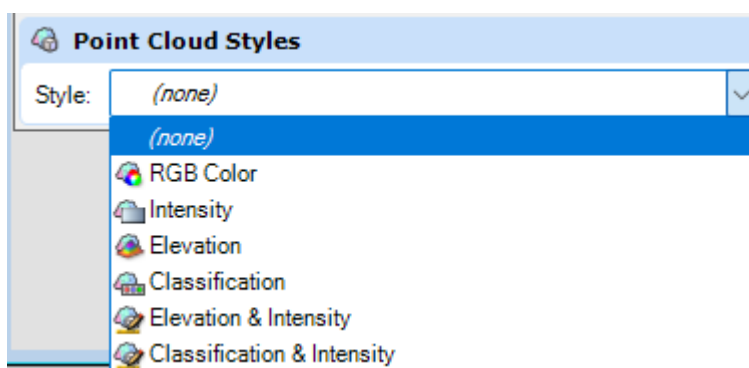 Point Cloud Styles
Style: (none)
(none)
RGB Color
Intensity
Elevation
Classification
Elevation & Intensity
Classification & Intensity